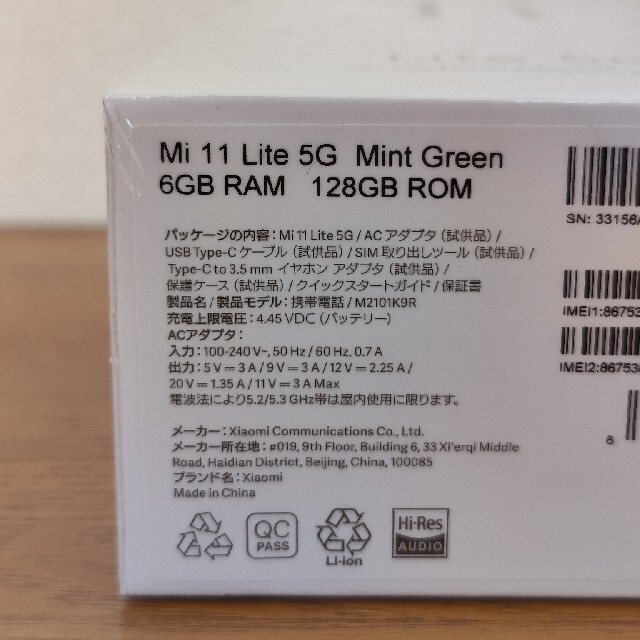 Mi 11 Lite 5G Mint Green
6GB RAM 128GB ROM
パッケージの内容：Mi 11 Lite 5G / AC アダプタ（試供品）/
USB Type-C ケーブル（試供品）/ SIM 取り出しツール（試供品）/
Type-C to 3.5 mm イヤホン アダプタ（試供品）/
保護ケース（試供品）/ クイックスタートガイド / 保証書
製品名 / 製品モデル：携帯電話 / M2101K9R
充電上限電圧：4.45 VDC（バッテリー）
ACアダプタ：
入力：100-240 V~, 50 Hz / 60 Hz, 0.7 A
出力：5 V⎓3 A / 9 V⎓3 A / 12 V⎓2.25 A /
20 V⎓1.35 A / 11 V⎓3 A Max
電波法により5.2/5.3 GHz帯は屋内使用に限ります。
メーカー：Xiaomi Communications Co., Ltd.
メーカー所在地：#019, 9th Floor, Building 6, 33 Xi'erqi Middle
Road, Haidian District, Beijing, China, 100085
ブランド名：Xiaomi
Made in China
QC
PASS
Li-ion
Hi-Res
AUDIO
SN: 33156
IMEI1:86753
IMEI2:86753
6